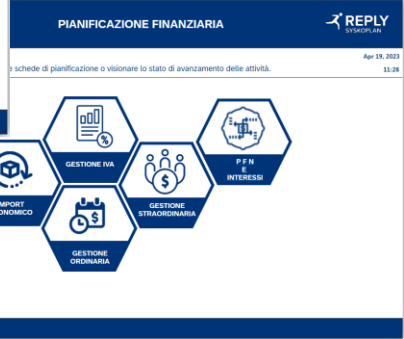 PIANIFICAZIONE FINANZIARIA
REPLY
SYSKOPLAN
Apr 19, 2023
schede di pianificazione o visionare lo stato di avanzamento delle attività.
11:28
GESTIONE IVA
%
P F N
E
INTERESSI
MPORT
ONOMICO
$
GESTIONE
STRAORDINARIA
$
GESTIONE
ORDINARIA